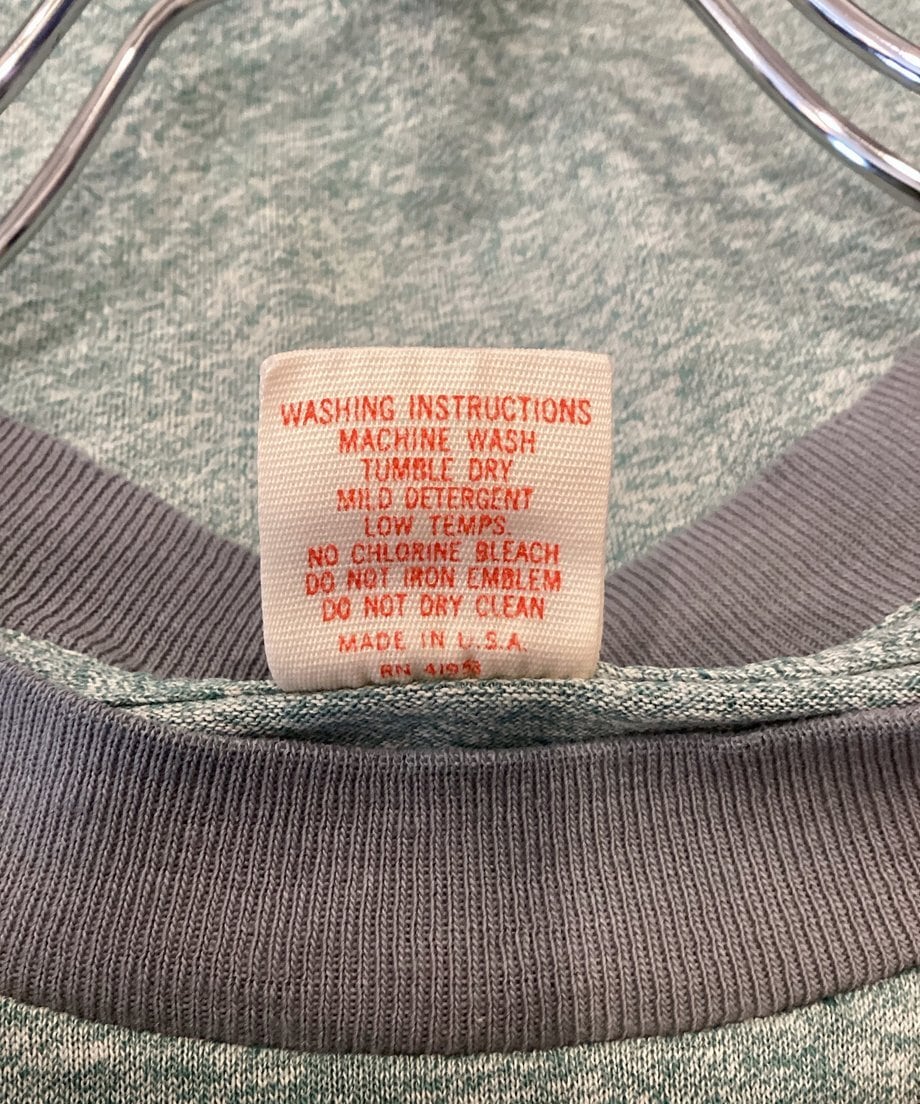 WASHING INSTRUCTIONS
MACHINE WASH
TUMBLE DRY
MILD DETERGENT
LOW TEMPS.
NO CHLORINE BLEACH
DO NOT IRON EMBLEM
DO NOT DRY CLEAN
MADE IN U.S.A.
RN